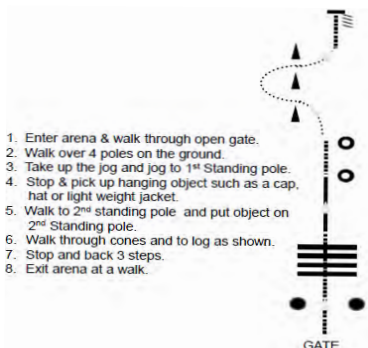 1. Enter arena & walk through open gate.
2. Walk over 4 poles on the ground.
3. Take up the jog and jog to 1st Standing pole.
4. Stop & pick up hanging object such as a cap,
hat or light weight jacket.
5. Walk to 2nd standing pole and put object on
2nd Standing pole.
6. Walk through cones and to log as shown.
7. Stop and back 3 steps.
8. Exit arena at a walk.
GATE